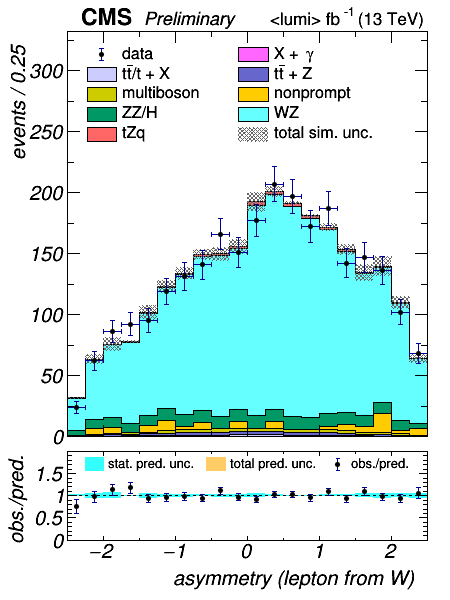 CMS Preliminary <lumi> fb⁻¹ (13 TeV)
events / 0.25
300
250
200
150
100
50
0
data
tt̄/t + X
multiboson
ZZ/H
tZq
X + γ
tt̄ + Z
nonprompt
WZ
total sim. unc.
obs./pred.
1.5
1
0.5
0
stat. pred. unc. total pred. unc. obs./pred.
−2 −1 0 1 2
asymmetry (lepton from W)